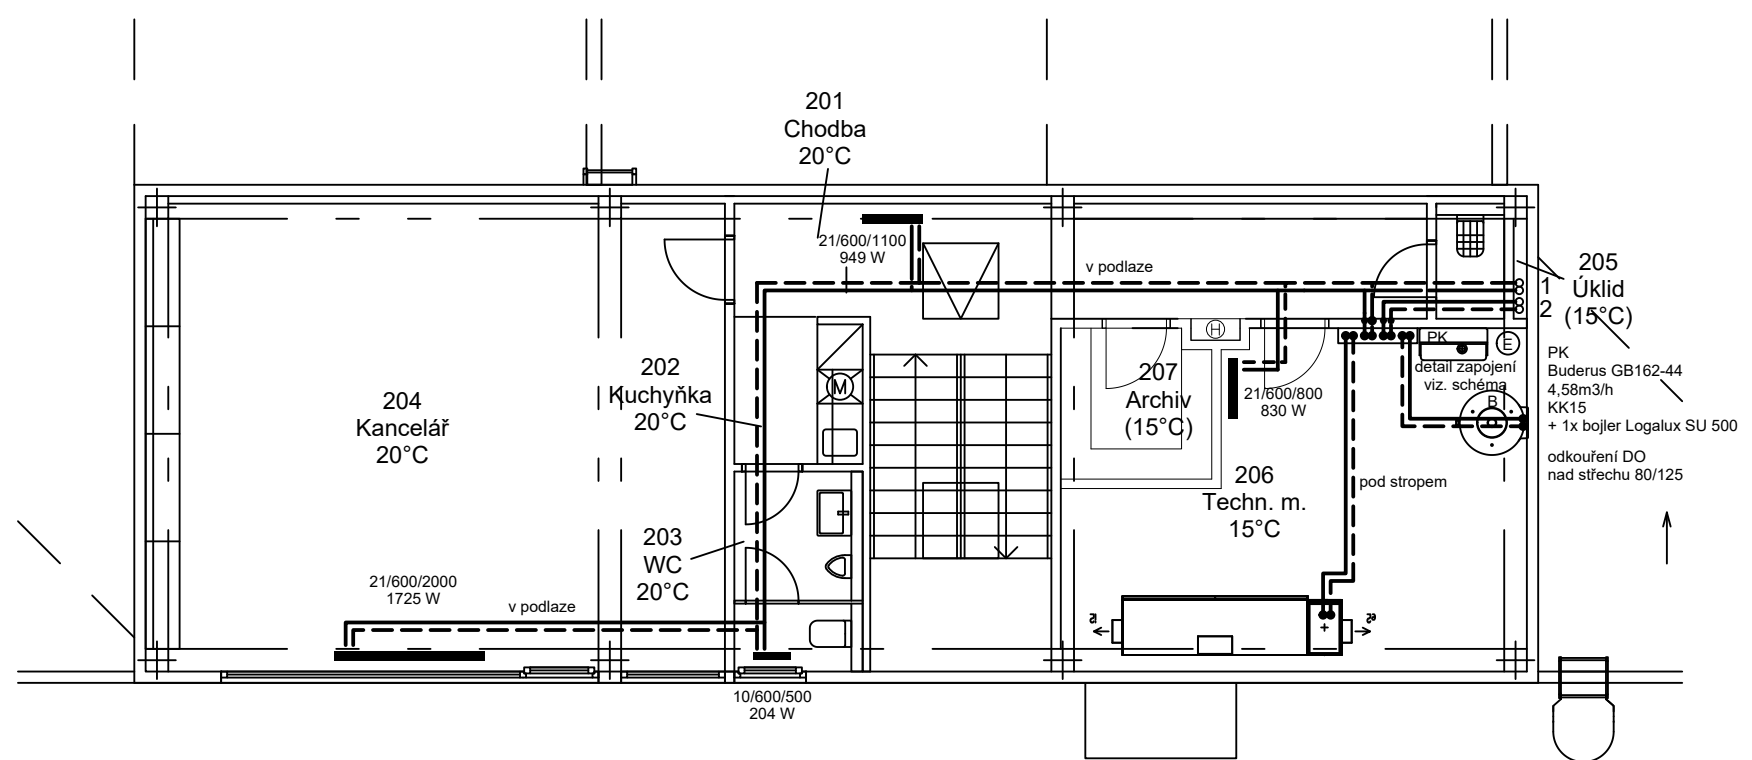 201
Chodba
20°C
21/600/1100
949 W
v podlaze
205
Úklid
(15°C)
1
2
H
PK
E
detail zapojení
viz. schéma
B
PK
Buderus GB162-44
4,58m3/h
KK15
+ 1x bojler Logalux SU 500
odkouření DO
nad střechu 80/125
202
Kuchyňka
20°C
M
204
Kancelář
20°C
207
Archiv
(15°C)
21/600/800
830 W
206
Techn. m.
15°C
pod stropem
203
WC
20°C
21/600/2000
1725 W
v podlaze
10/600/500
204 W